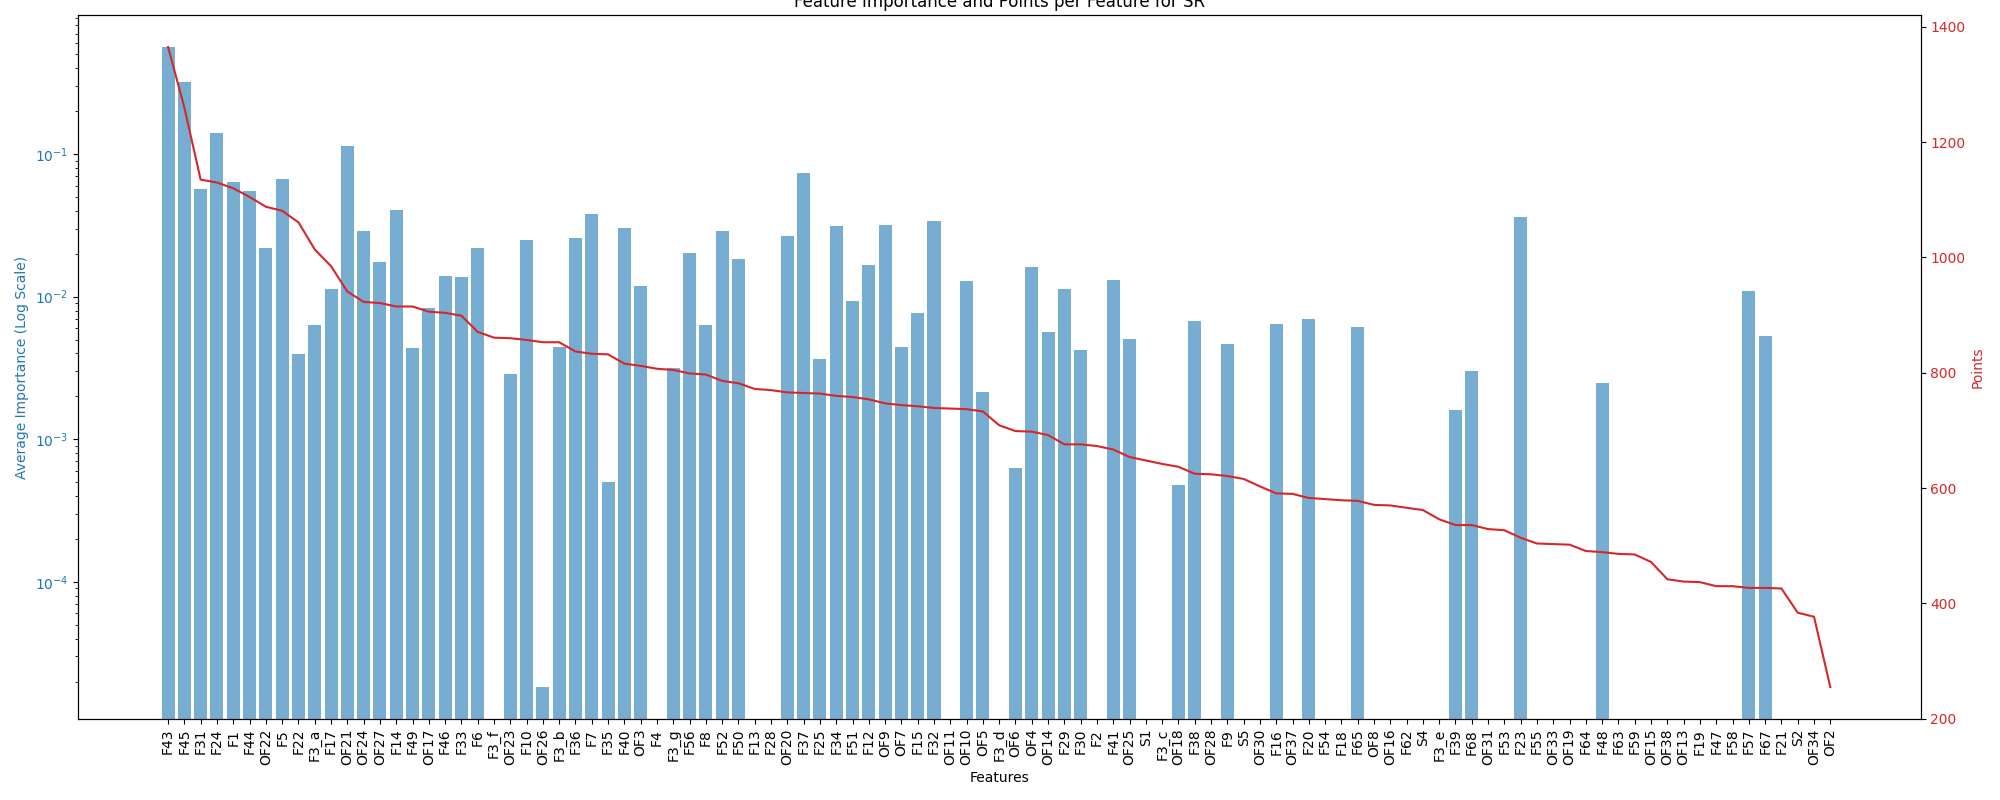 Feature Importance and Points per Feature for SR
10−1
10−2
10−3
10−4
Average Importance (Log Scale)
1400
1200
1000
800
600
400
200
Points
F43 F45 F31 F24 F1 F44 OF22 F5 F22 F3_a F17 OF21 OF24 OF27 F14 F49 OF17 F46 F33 F6 F3_f OF23 F10 OF26 F3_b F36 F7 F35 F40 OF3 F4 F3_g F56 F8 F52 F50 F13 F28 OF20 F37 F25 F34 F51 F12 OF9 OF7 F15 F32 OF11 OF10 OF5 F3_d OF6 OF4 OF14 F29 F30 F2 F41 OF25 S1 F3_c OF18 F38 OF28 F9 S5 OF30 F16 OF37 F20 F54 F18 F65 OF8 OF16 F62 S4 F3_e F39 F68 OF31 F53 F23 F55 OF33 OF19 F64 F48 F63 F59 OF15 OF38 OF13 F19 F47 F58 F57 F67 F21 S2 OF34 OF2
Features